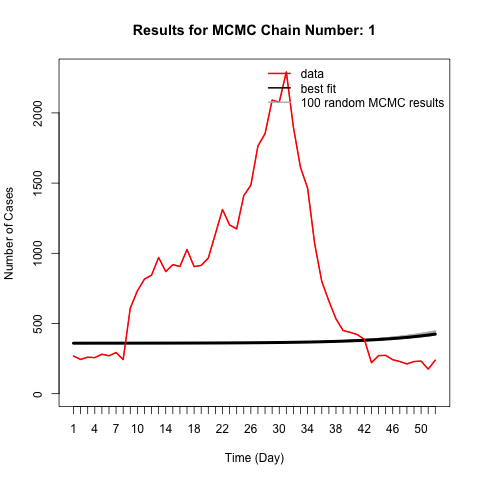 Results for MCMC Chain Number: 1
data
best fit
100 random MCMC results
Number of Cases
0 500 1000 1500 2000
1 4 7 10 14 18 22 26 30 34 38 42 46 50
Time (Day)